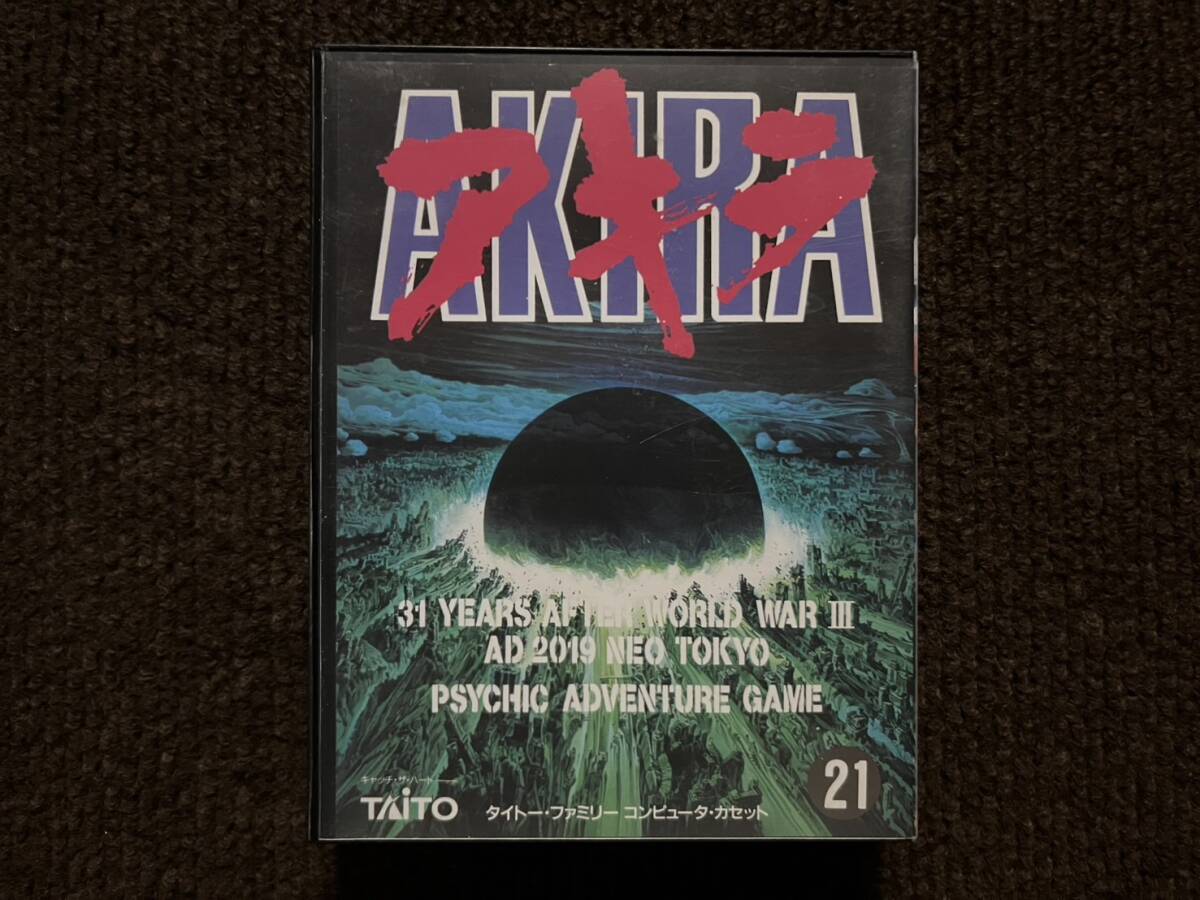 AKIRA
アキラ
31 YEARS AFTER WORLD WAR III
AD 2019 NEO TOKYO
PSYCHIC ADVENTURE GAME
キャッチ・ザ・ハート
TAiTO
タイトー・ファミリー コンピュータ・カセット
21